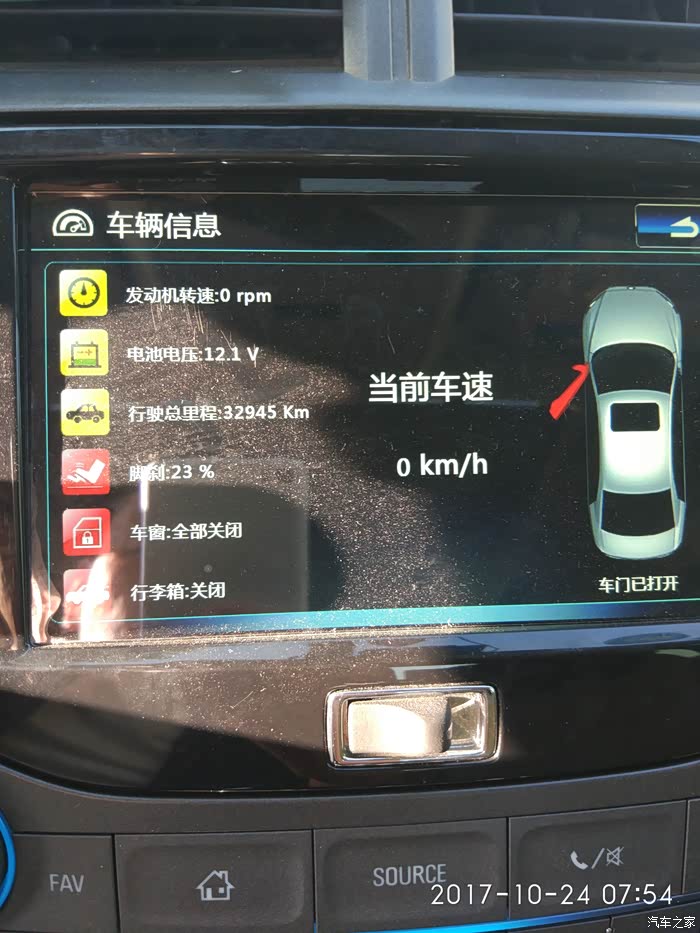 车辆信息
发动机转速:0 rpm
电池电压:12.1 V
行驶总里程:32945 Km
脚刹:23 %
车窗:全部关闭
行李箱:关闭
当前车速
0 km/h
车门已打开
FAV
SOURCE
2017-10-24 07:54
汽车之家